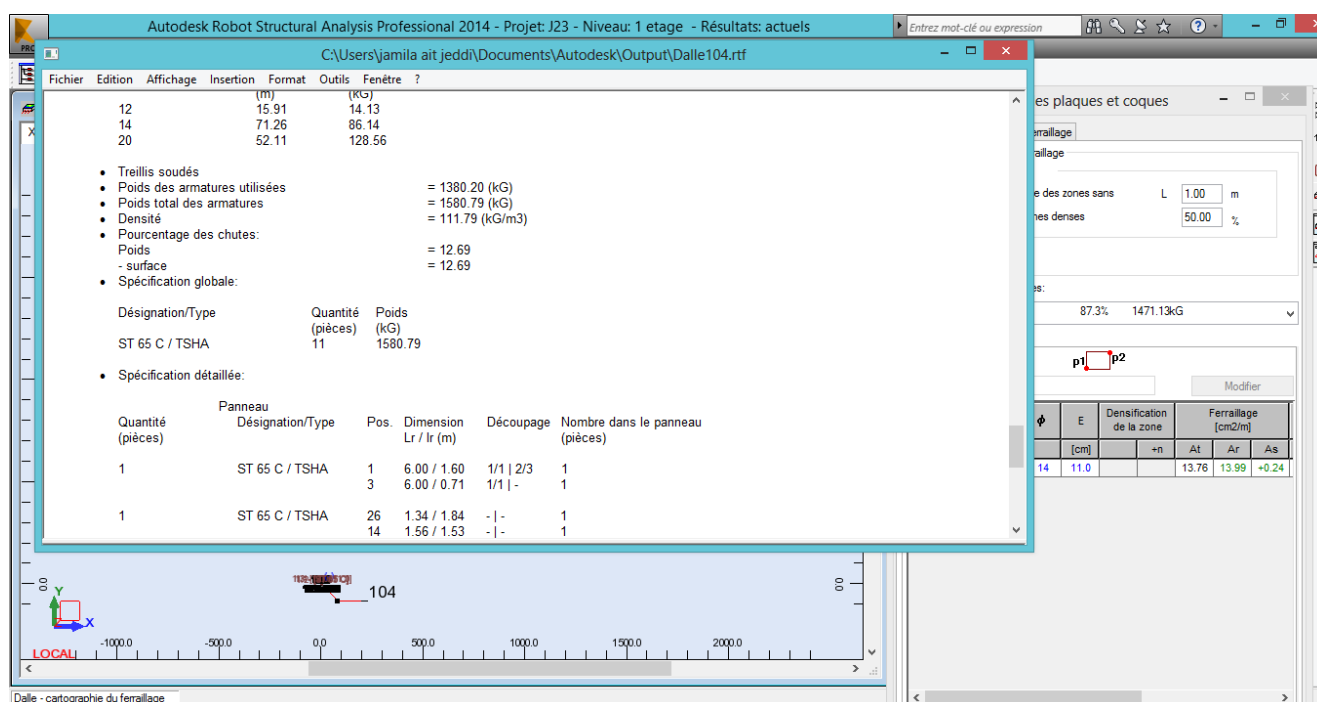 Autodesk Robot Structural Analysis Professional 2014 - Projet: J23 - Niveau: 1 etage - Résultats: actuels
Entrez mot-clé ou expression
PRO
C:\Users\jamila ait jeddi\Documents\Autodesk\Output\Dalle104.rtf
Fichier Edition Affichage Insertion Format Outils Fenêtre ?
(m) (kG)
12 15.91 14.13
14 71.26 86.14
20 52.11 128.56
• Treillis soudés
• Poids des armatures utilisées = 1380.20 (kG)
• Poids total des armatures = 1580.79 (kG)
• Densité = 111.79 (kG/m3)
• Pourcentage des chutes:
Poids = 12.69
- surface = 12.69
• Spécification globale:
Désignation/Type Quantité Poids
(pièces) (kG)
ST 65 C / TSHA 11 1580.79
• Spécification détaillée:
Panneau
Quantité Désignation/Type Pos. Dimension Découpage Nombre dans le panneau
(pièces) Lr / lr (m) (pièces)
1 ST 65 C / TSHA 1 6.00 / 1.60 1/1 | 2/3 1
3 6.00 / 0.71 1/1 | - 1
1 ST 65 C / TSHA 26 1.34 / 1.84 - | - 1
14 1.56 / 1.53 - | - 1
es plaques et coques
erraillage
raillage
e des zones sans L 1.00 m
nes denses 50.00 %
es:
87.3% 1471.13kG
p1 p2
Modifier
ϕ E Densification de la zone Ferraillage [cm2/m]
[cm] +n At Ar As
14 11.0 13.76 13.99 +0.24
X
0.0 0.0
Y
104
X
-1000.0 -500.0 0.0 500.0 1000.0 1500.0 2000.0
LOCAL
Dalle - cartographie du ferraillage